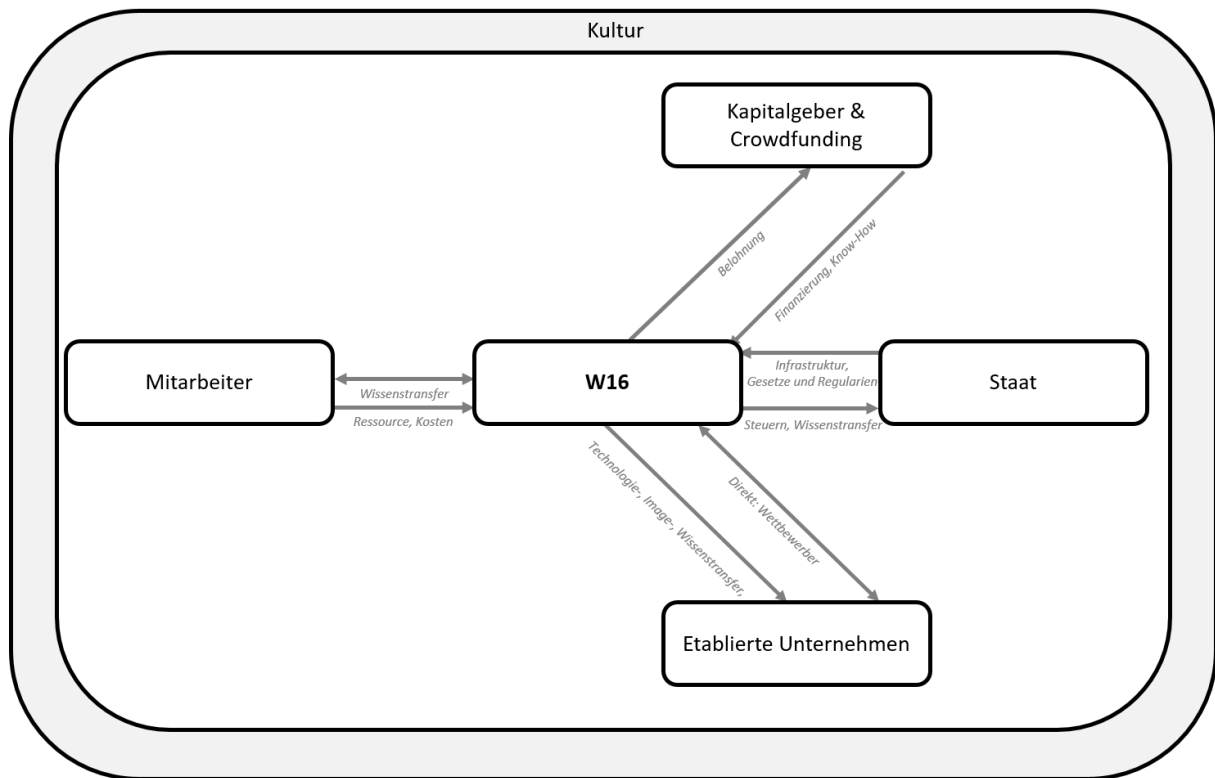 Kultur
Kapitalgeber &
Crowdfunding
Belohnung
Finanzierung, Know-How
Mitarbeiter
Wissenstransfer
Ressource, Kosten
W16
Infrastruktur,
Gesetze und Regularien
Steuern, Wissenstransfer
Staat
Technologie-, Image-, Wissenstransfer,
Direkt: Wettbewerber
Etablierte Unternehmen